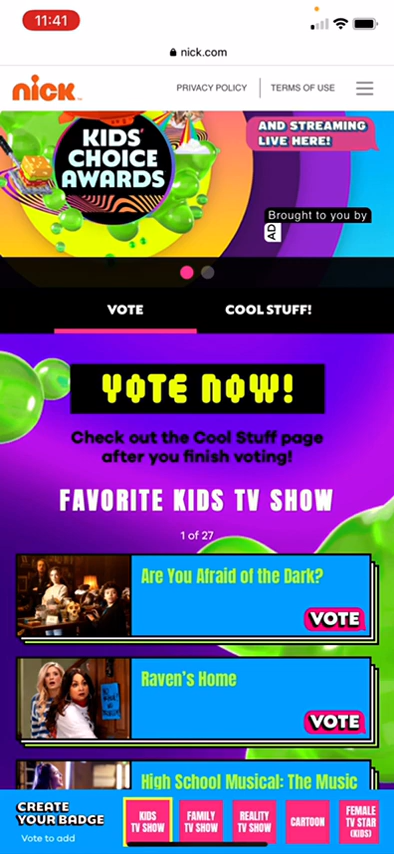 11:41
nick.com
nick
PRIVACY POLICY
TERMS OF USE
KIDS'
CHOICE
AWARDS
AND STREAMING
LIVE HERE!
Brought to you by
AD
VOTE
COOL STUFF!
VOTE NOW!
Check out the Cool Stuff page
after you finish voting!
FAVORITE KIDS TV SHOW
1 of 27
Are You Afraid of the Dark?
VOTE
Raven's Home
VOTE
High School Musical: The Music
CREATE
YOUR BADGE
Vote to add
KIDS
TV SHOW
FAMILY
TV SHOW
REALITY
TV SHOW
CARTOON
FEMALE
TV STAR
(KIDS)